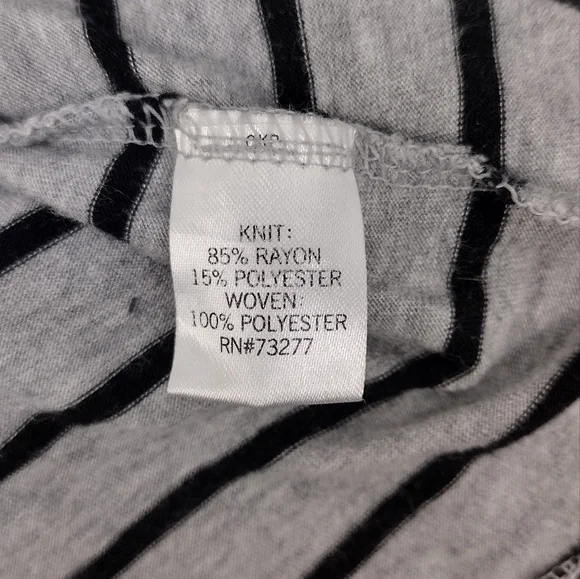 KNIT:
85% RAYON
15% POLYESTER
WOVEN:
100% POLYESTER
RN#73277